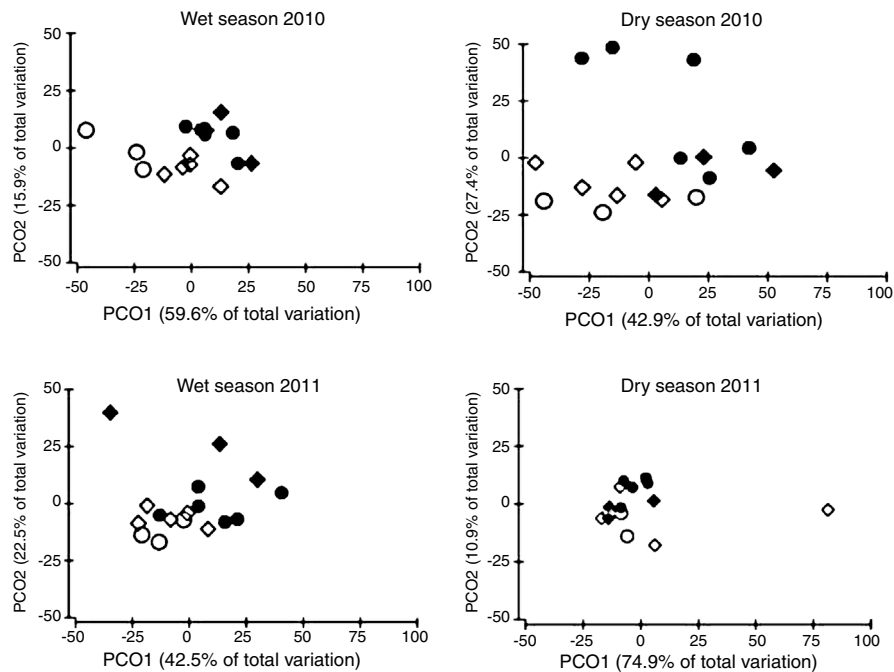 Wet season 2010
50
25
0
-25
-50
PCO2 (15.9% of total variation)
-50 -25 0 25 50 75 100
PCO1 (59.6% of total variation)
Dry season 2010
50
25
0
-25
-50
PCO2 (27.4% of total variation)
-50 -25 0 25 50 75 100
PCO1 (42.9% of total variation)
Wet season 2011
50
25
0
-25
-50
PCO2 (22.5% of total variation)
-50 -25 0 25 50 75 100
PCO1 (42.5% of total variation)
Dry season 2011
50
25
0
-25
-50
PCO2 (10.9% of total variation)
-50 -25 0 25 50 75 100
PCO1 (74.9% of total variation)